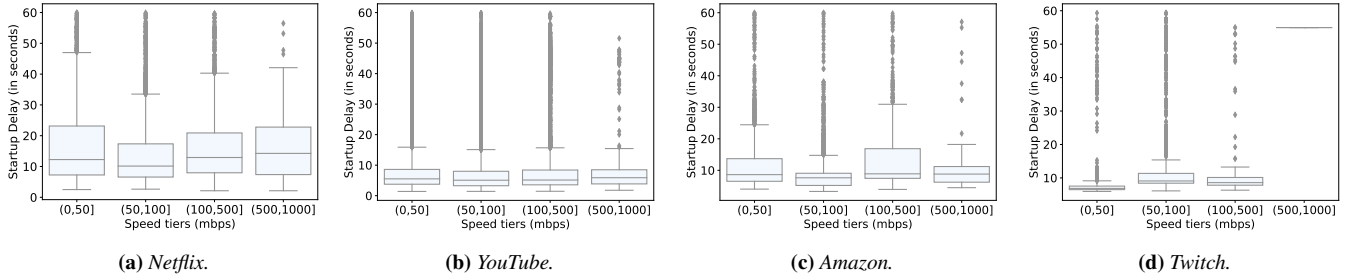 Startup Delay (in seconds)
60
50
40
30
20
10
0
(0,50] (50,100] (100,500] (500,1000]
Speed tiers (mbps)
(a) Netflix.
Startup Delay (in seconds)
60
50
40
30
20
10
0
(0,50] (50,100] (100,500] (500,1000]
Speed tiers (mbps)
(b) YouTube.
Startup Delay (in seconds)
60
50
40
30
20
10
(0,50] (50,100] (100,500] (500,1000]
Speed tiers (mbps)
(c) Amazon.
Startup Delay (in seconds)
60
50
40
30
20
10
(0,50] (50,100] (100,500] (500,1000]
Speed tiers (mbps)
(d) Twitch.